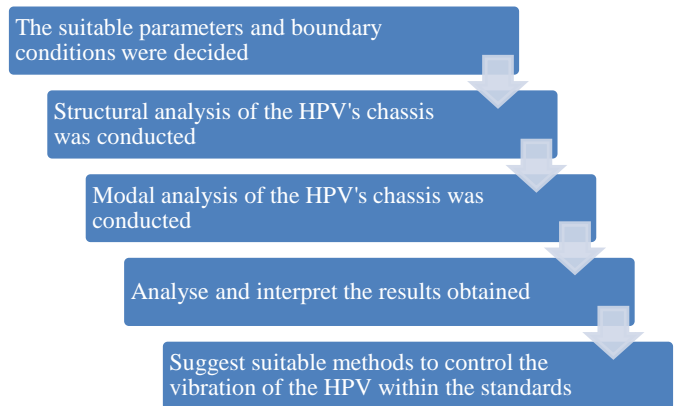 The suitable parameters and boundary
conditions were decided
Structural analysis of the HPV's chassis
was conducted
Modal analysis of the HPV's chassis was
conducted
Analyse and interpret the results obtained
Suggest suitable methods to control the
vibration of the HPV within the standards